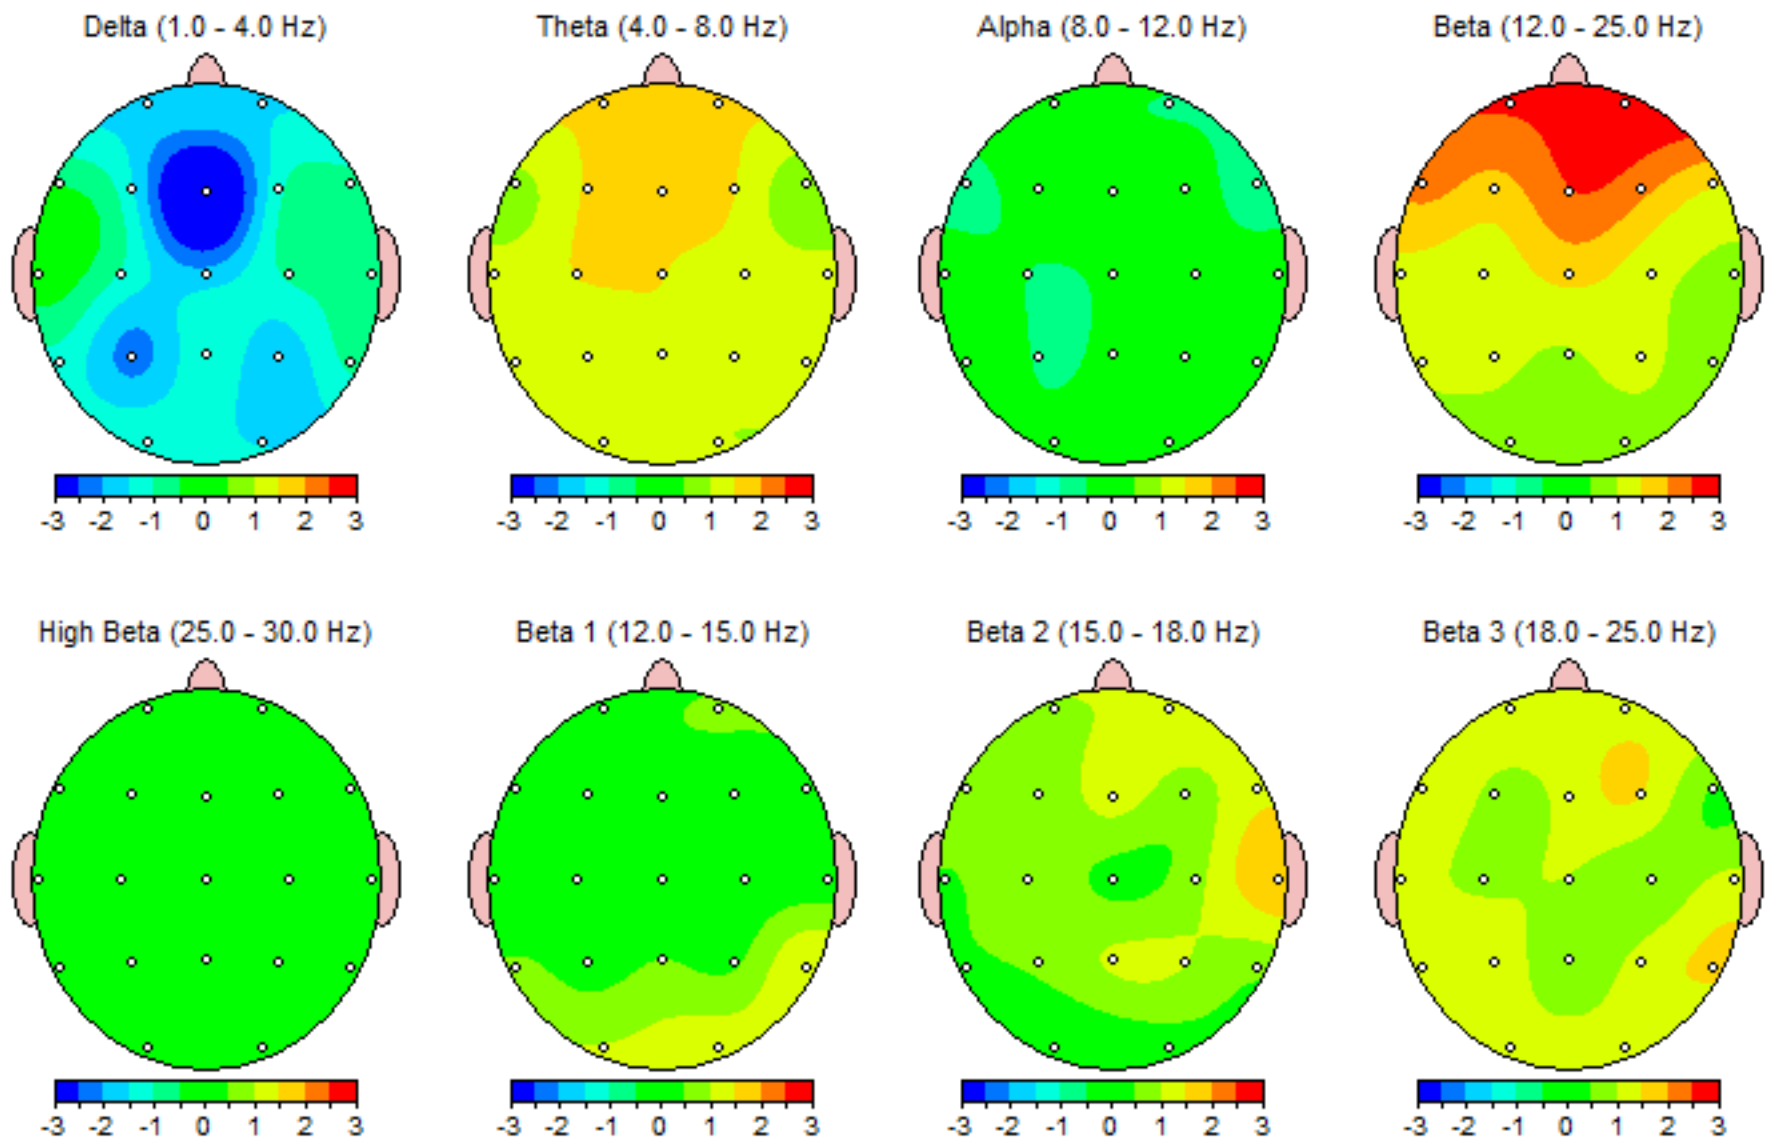 Delta (1.0 - 4.0 Hz)
Theta (4.0 - 8.0 Hz)
Alpha (8.0 - 12.0 Hz)
Beta (12.0 - 25.0 Hz)
-3 -2 -1 0 1 2 3
-3 -2 -1 0 1 2 3
-3 -2 -1 0 1 2 3
-3 -2 -1 0 1 2 3
High Beta (25.0 - 30.0 Hz)
Beta 1 (12.0 - 15.0 Hz)
Beta 2 (15.0 - 18.0 Hz)
Beta 3 (18.0 - 25.0 Hz)
-3 -2 -1 0 1 2 3
-3 -2 -1 0 1 2 3
-3 -2 -1 0 1 2 3
-3 -2 -1 0 1 2 3